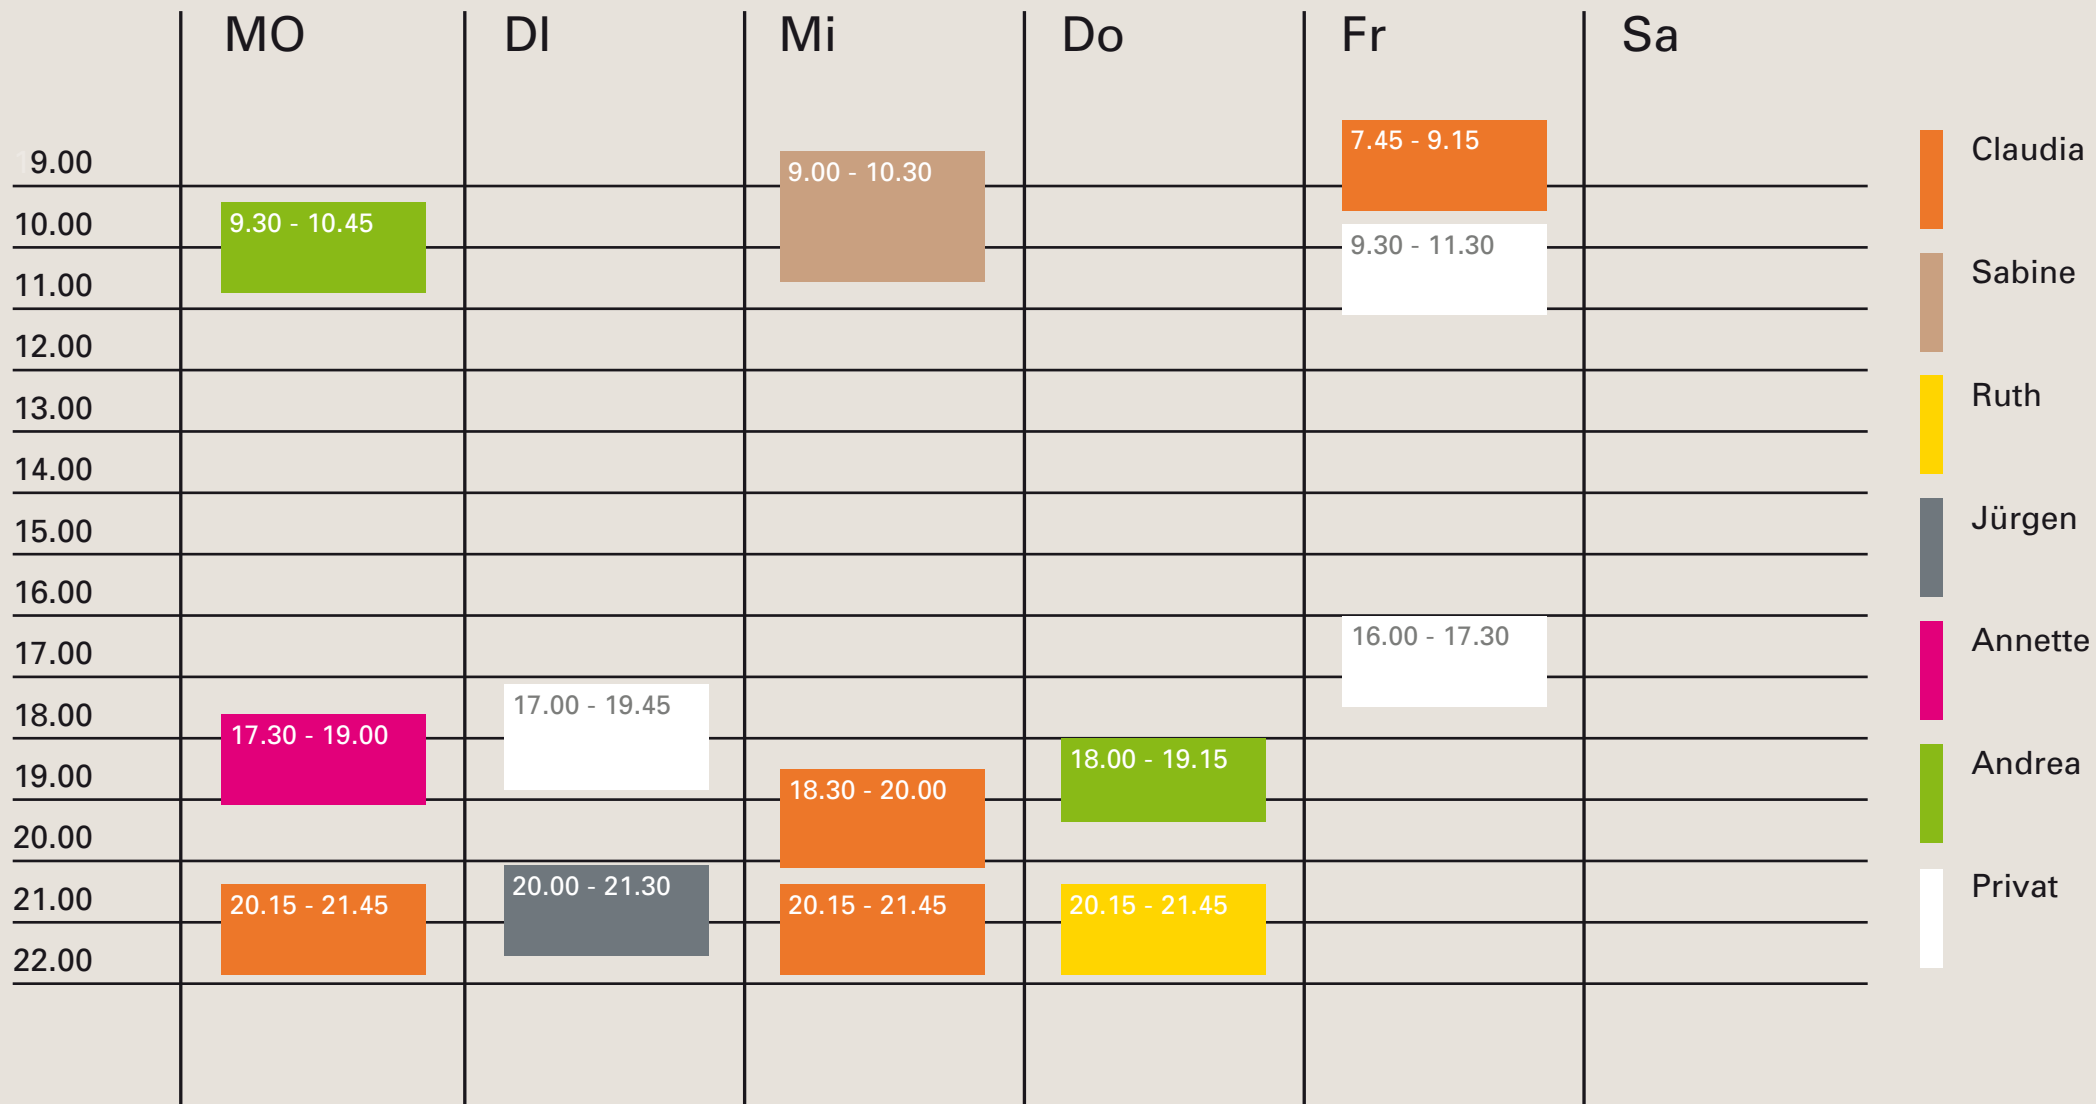 MO DI Mi Do Fr Sa
7.45 - 9.15
Claudia
19.00
9.00 - 10.30
10.00
9.30 - 10.45
9.30 - 11.30
Sabine
11.00
12.00
13.00
Ruth
14.00
15.00
Jürgen
16.00
16.00 - 17.30
Annette
17.00
17.00 - 19.45
18.00
17.30 - 19.00
18.00 - 19.15
Andrea
19.00
18.30 - 20.00
20.00
20.00 - 21.30
Privat
21.00
20.15 - 21.45
20.15 - 21.45
20.15 - 21.45
22.00